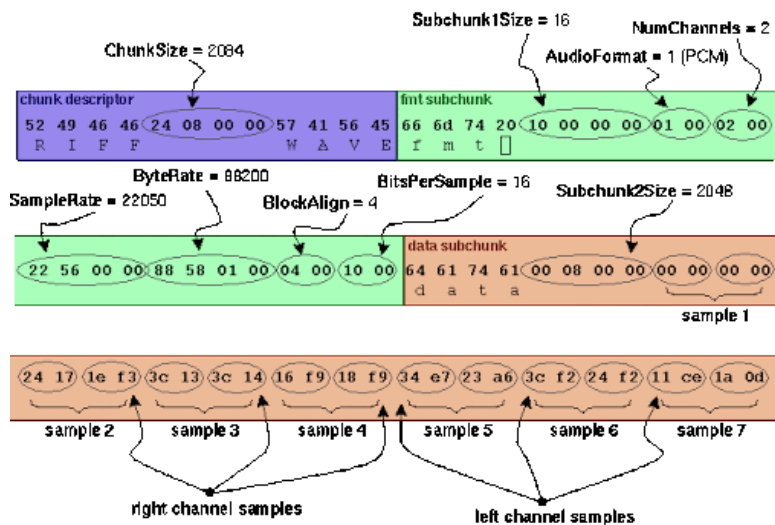 Subchunk1Size = 16
NumChannels = 2
ChunkSize = 2084
AudioFormat = 1 (PCM)
chunk descriptor
fmt subchunk
52 49 46 46 24 08 00 00 57 41 56 45 66 6d 74 20 10 00 00 00 01 00 02 00
R I F F W A V E f m t
ByteRate = 88200
BitsPerSample = 16
SampleRate = 22050
BlockAlign = 4
Subchunk2Size = 2048
data subchunk
22 56 00 00 88 58 01 00 04 00 10 00 64 61 74 61 00 08 00 00 00 00 00 00
d a t a
sample 1
24 17 1e f3 3c 13 3c 14 16 f9 18 f9 34 e7 23 a6 3c f2 24 f2 11 ce 1a 0d
sample 2 sample 3 sample 4 sample 5 sample 6 sample 7
right channel samples
left channel samples